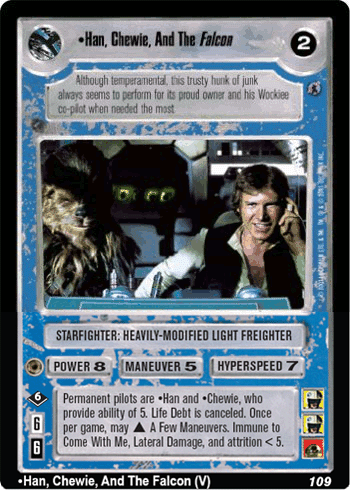 •Han, Chewie, And The Falcon
2
Although temperamental, this trusty hunk of junk
always seems to perform for its proud owner and his Wookiee
co-pilot when needed the most.
STARFIGHTER: HEAVILY-MODIFIED LIGHT FREIGHTER
POWER 8 MANEUVER 5 HYPERSPEED 7
6
6
6
Permanent pilots are •Han and •Chewie, who
provide ability of 5. Life Debt is canceled. Once
per game, may ▲ A Few Maneuvers. Immune to
Come With Me, Lateral Damage, and attrition < 5.
•Han, Chewie, And The Falcon (V) 109